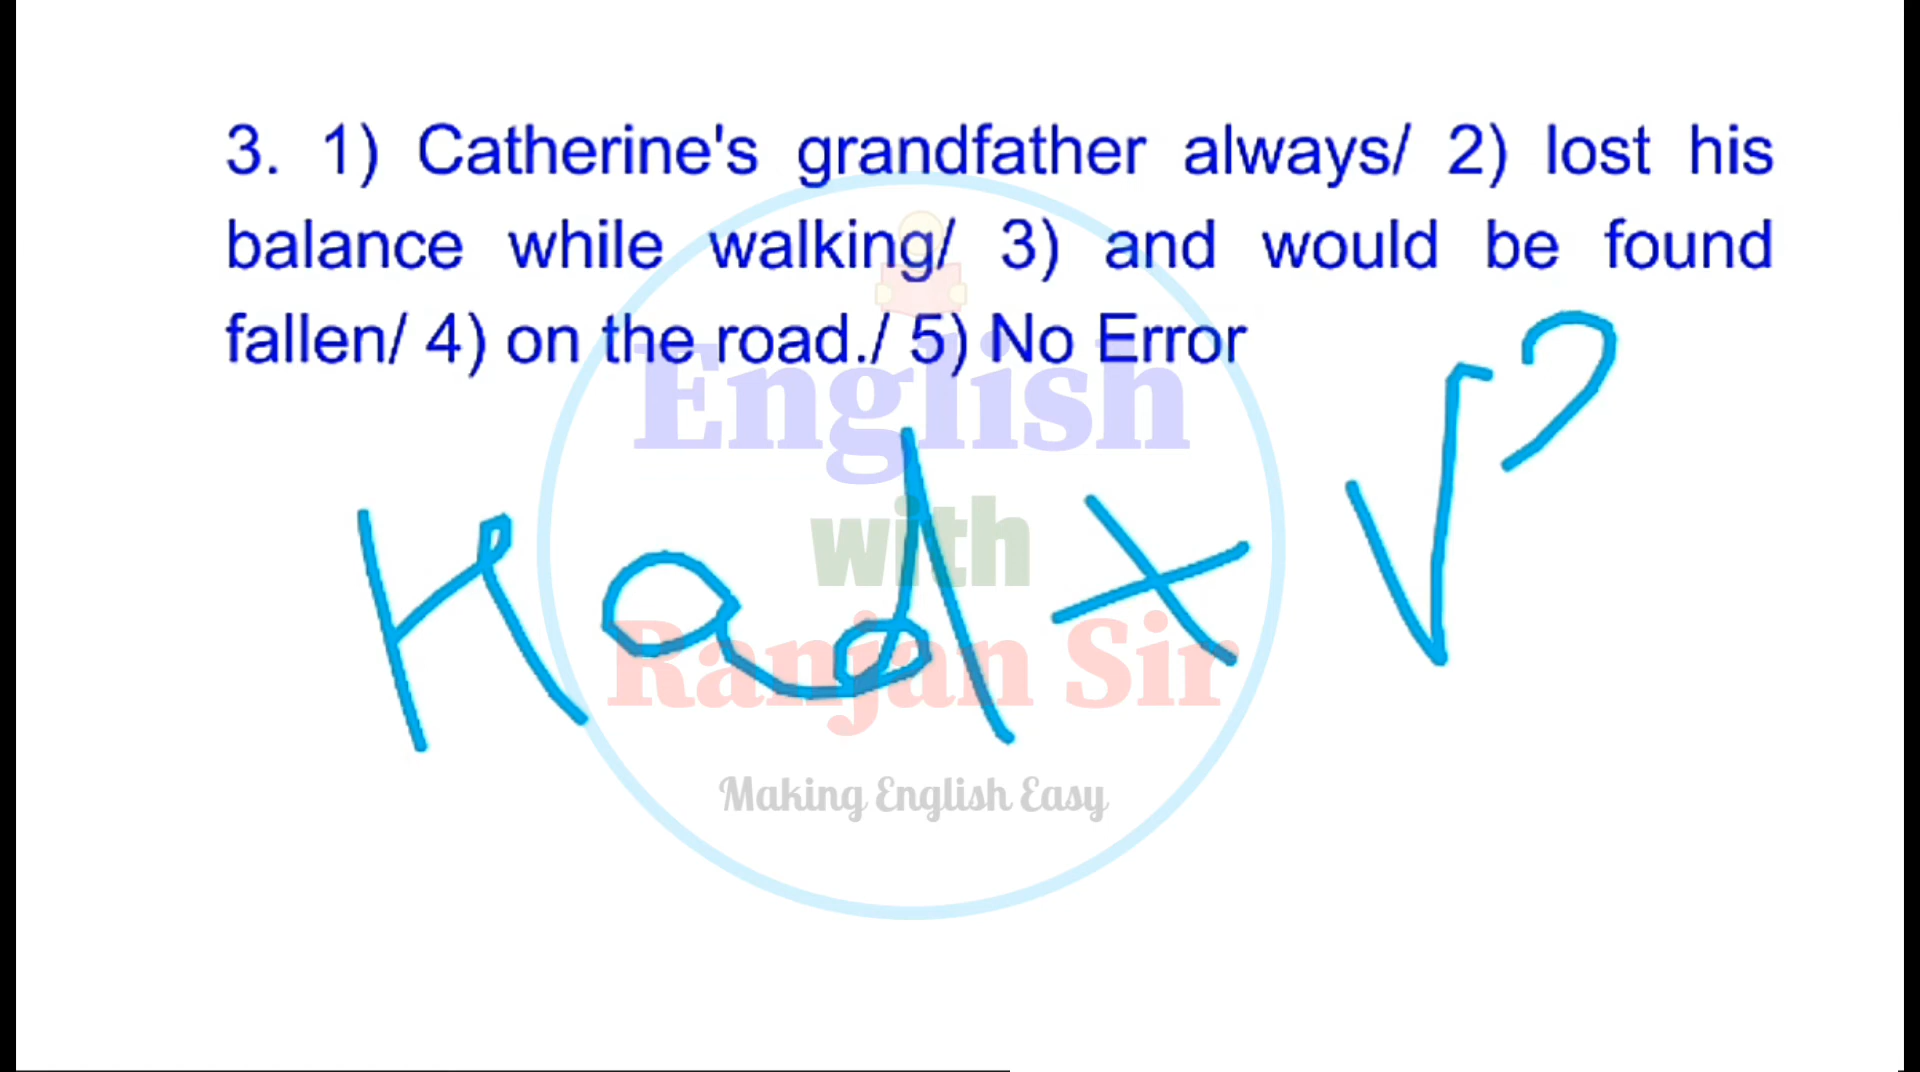 3. 1) Catherine's grandfather always/ 2) lost his
balance while walking/ 3) and would be found
fallen/ 4) on the road./ 5) No Error
English
with
Ranjan Sir
Making English Easy
Had x √ ?